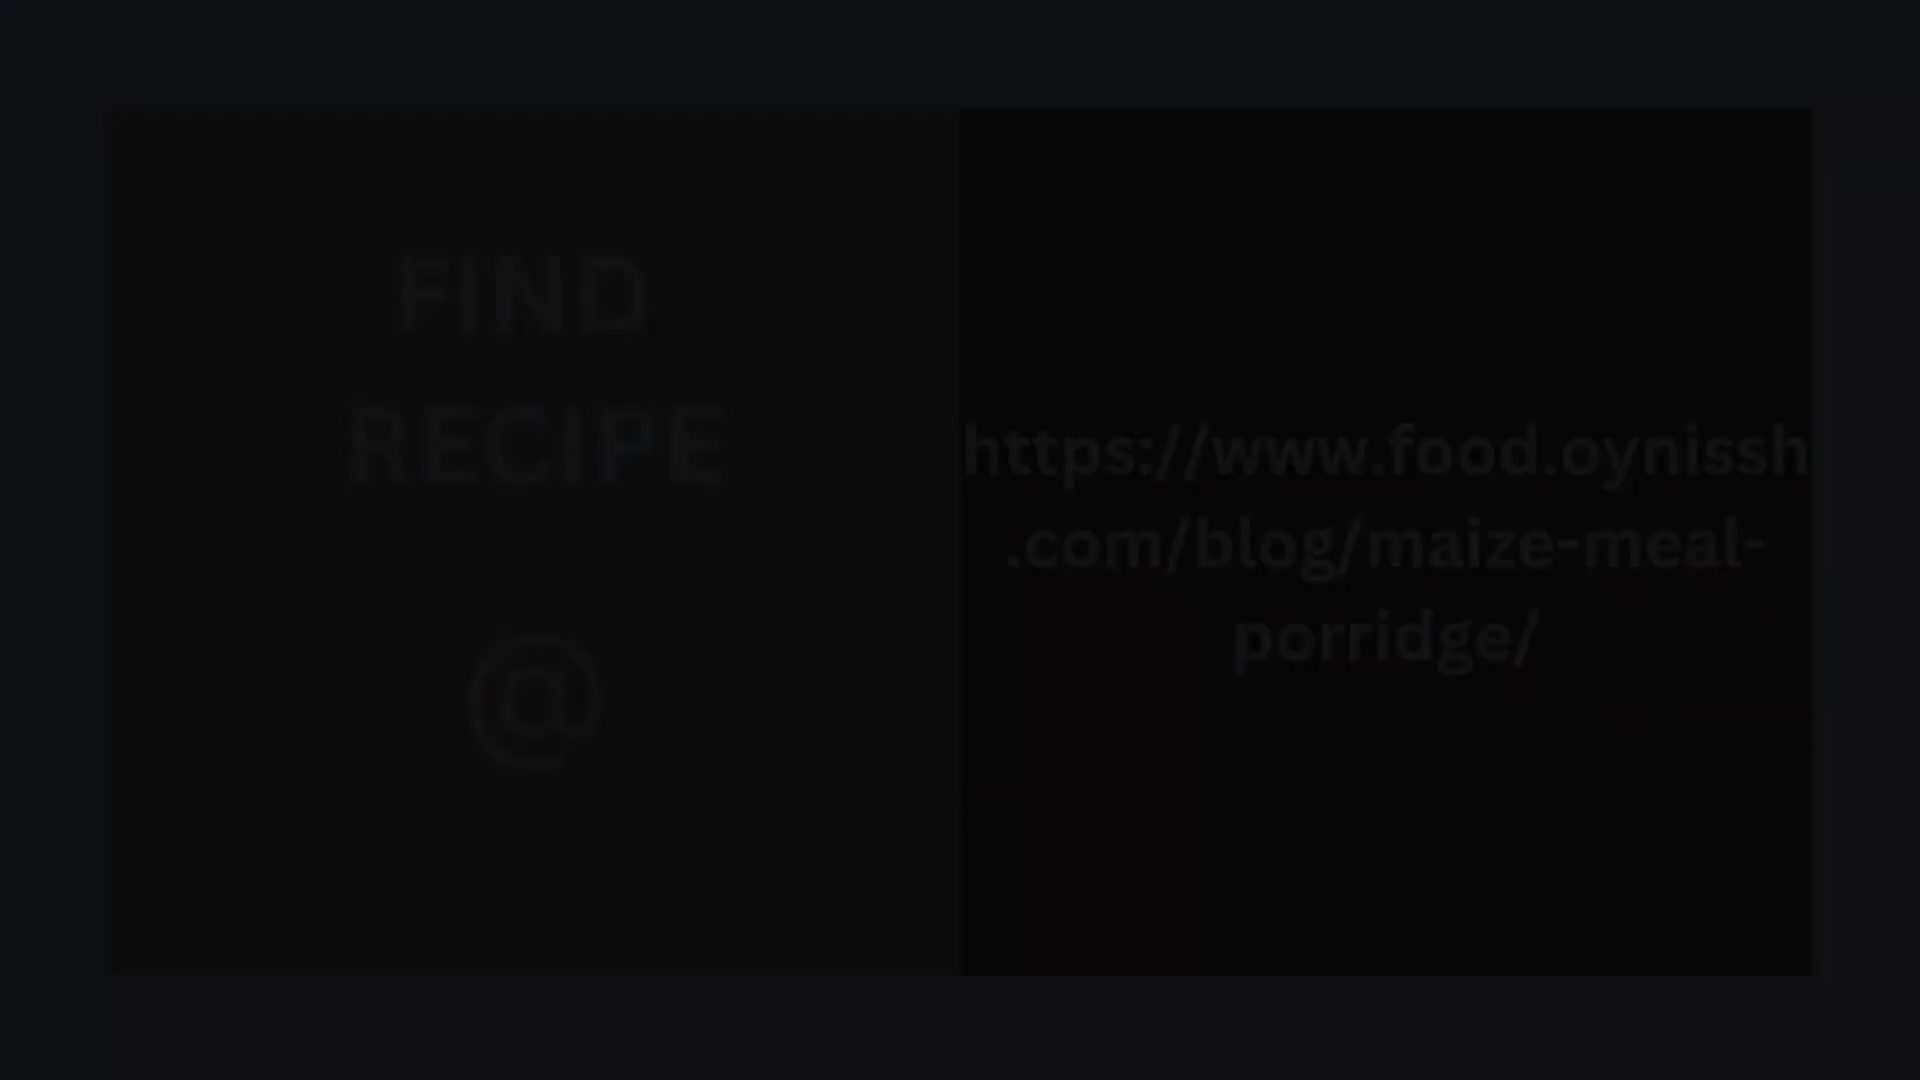 FIND
RECIPE
@
https://www.food.oynissh
.com/blog/maize-meal-
porridge/